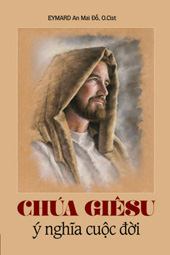 EYMARD An Mai Đỗ, O.Cist
CHÚA GIÊSU
ý nghĩa cuộc đời